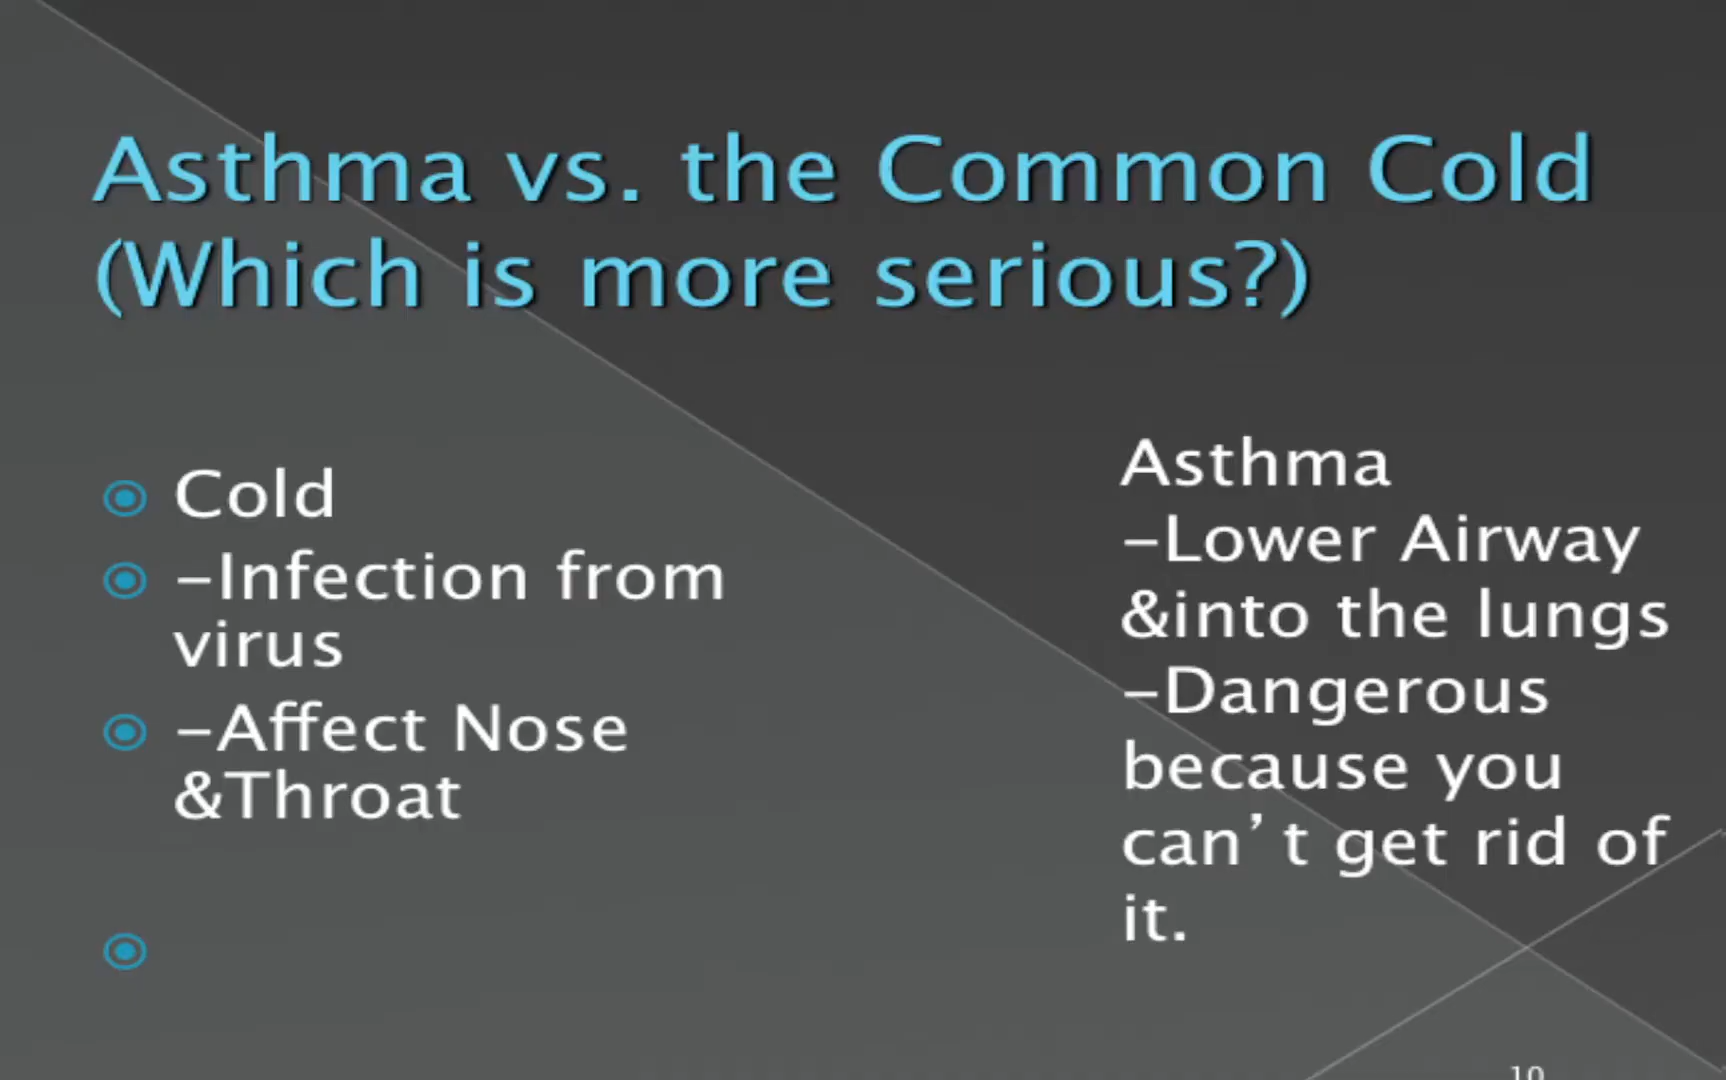 Asthma vs. the Common Cold
(Which is more serious?)
Cold
-Infection from
virus
-Affect Nose
&Throat
Asthma
-Lower Airway
&into the lungs
-Dangerous
because you
can’t get rid of
it.
10